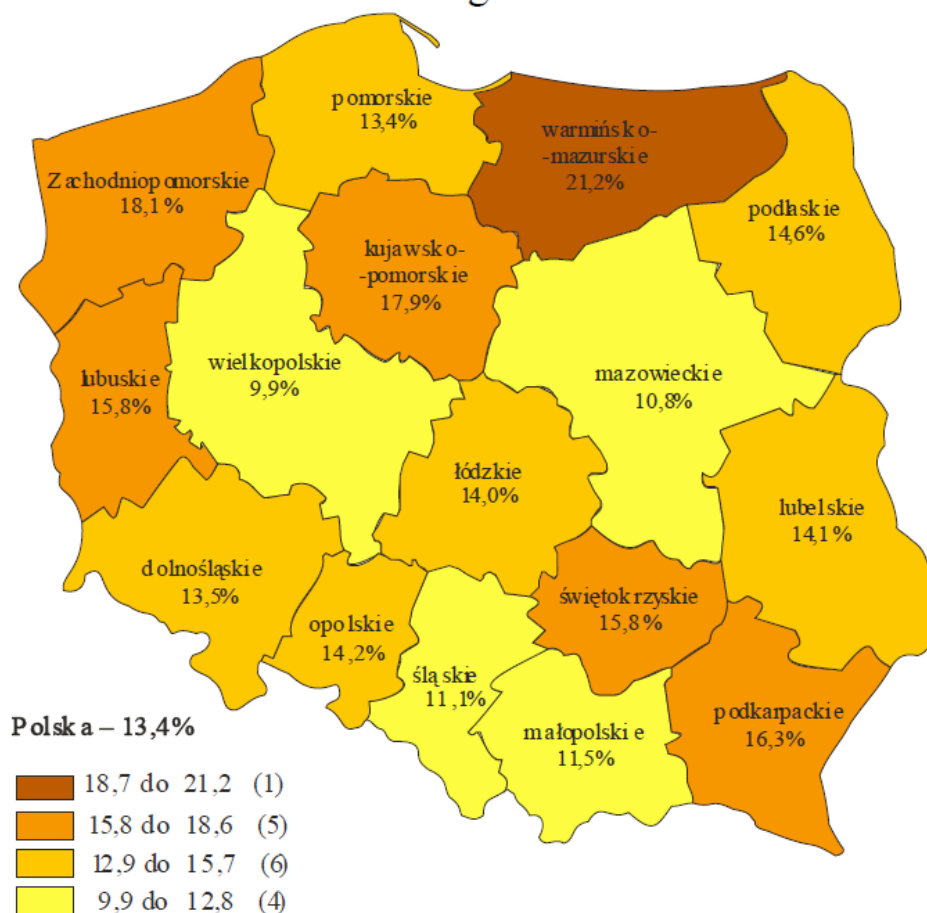 pomorskie
13,4%
warmińsko-
-mazurskie
21,2%
Zachodniopomorskie
18,1%
podlaskie
14,6%
kujawsko-
-pomorskie
17,9%
wielkopolskie
9,9%
mazowieckie
10,8%
lubuskie
15,8%
łódzkie
14,0%
lubelskie
14,1%
dolnośląskie
13,5%
świętokrzyskie
15,8%
opolskie
14,2%
śląskie
11,1%
małopolskie
11,5%
podkarpackie
16,3%
Polska – 13,4%
18,7 do 21,2 (1)
15,8 do 18,6 (5)
12,9 do 15,7 (6)
9,9 do 12,8 (4)